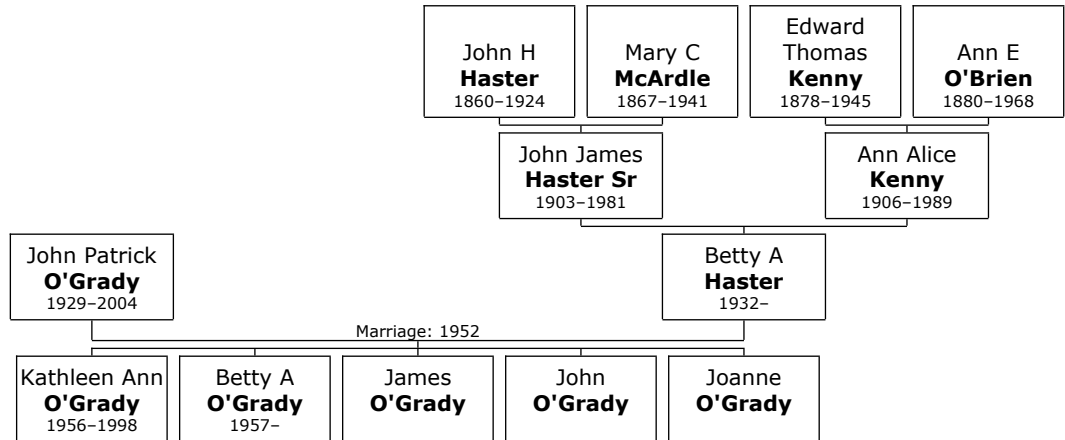 John H
Haster
1860–1924
Mary C
McArdle
1867–1941
Edward
Thomas
Kenny
1878–1945
Ann E
O'Brien
1880–1968
John James
Haster Sr
1903–1981
Ann Alice
Kenny
1906–1989
John Patrick
O'Grady
1929–2004
Betty A
Haster
1932–
Marriage: 1952
Kathleen Ann
O'Grady
1956–1998
Betty A
O'Grady
1957–
James
O'Grady
John
O'Grady
Joanne
O'Grady